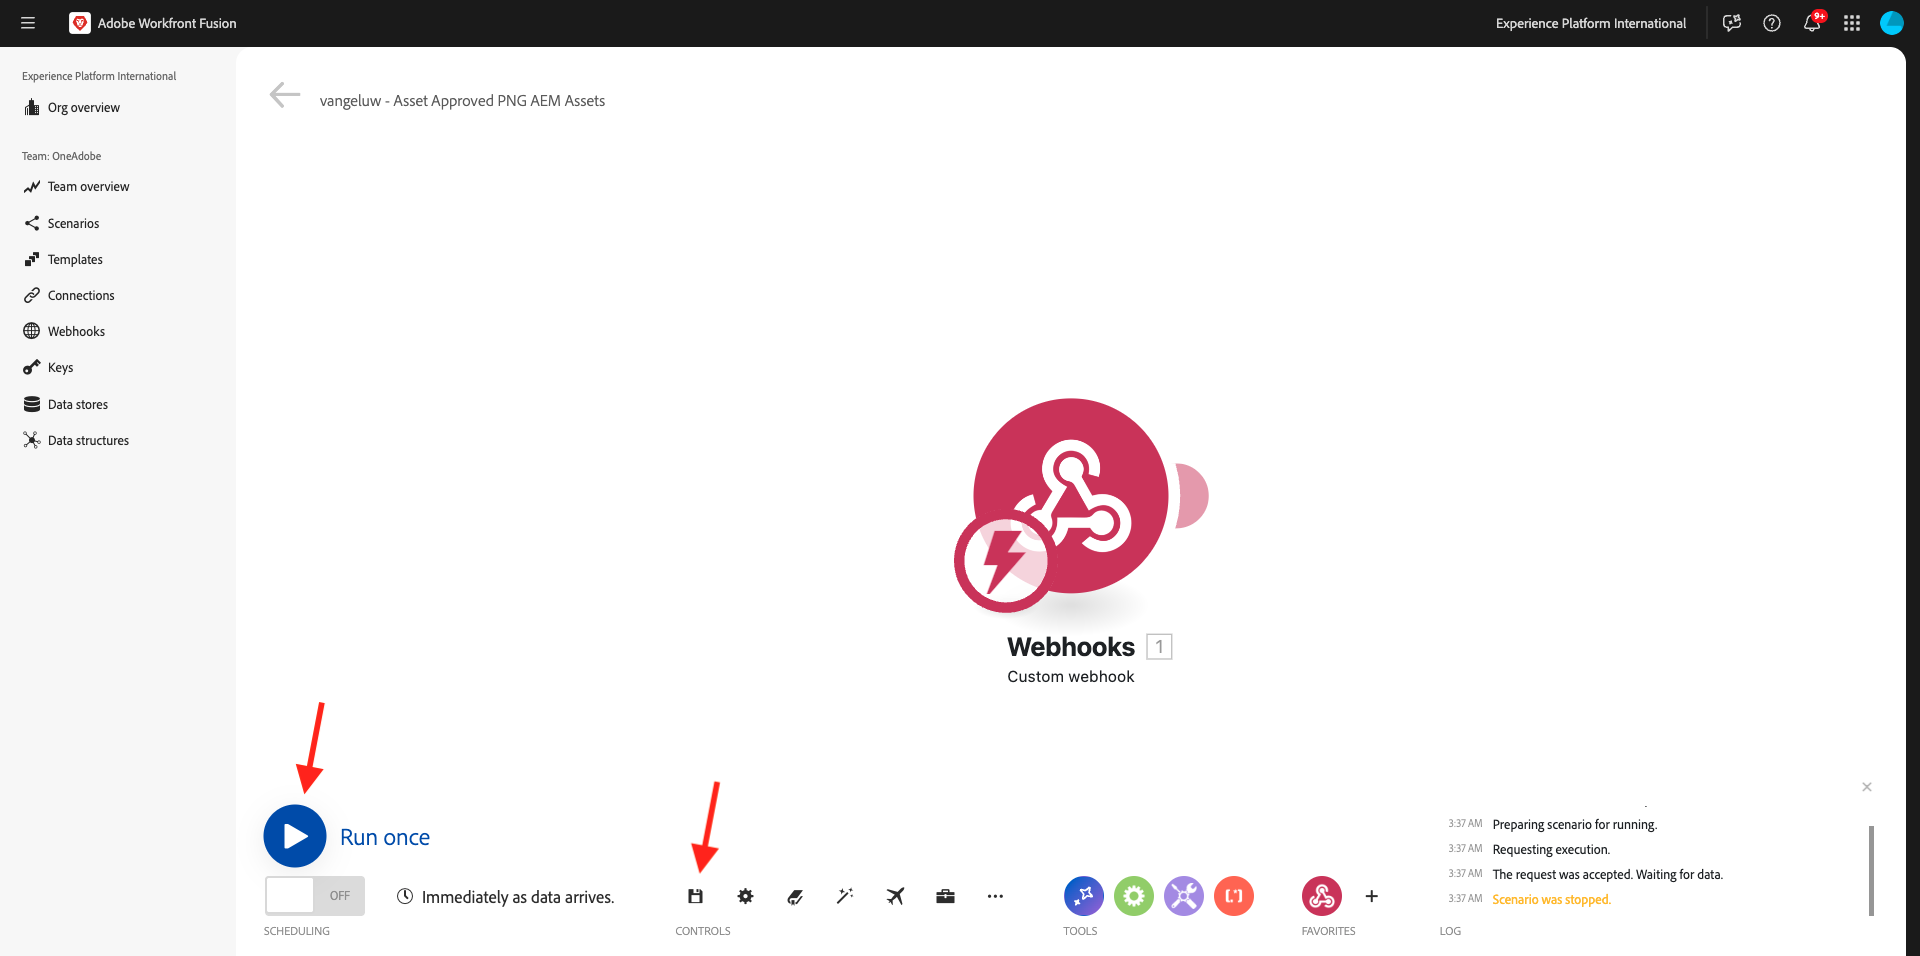 Adobe Workfront Fusion
Experience Platform International
9+
Experience Platform International
Org overview
Team: OneAdobe
Team overview
Scenarios
Templates
Connections
Webhooks
Keys
Data stores
Data structures
vangeluw - Asset Approved PNG AEM Assets
Webhooks 1
Custom webhook
Run once
OFF
Immediately as data arrives.
SCHEDULING
CONTROLS
TOOLS
FAVORITES
3:37 AM Preparing scenario for running.
3:37 AM Requesting execution.
3:37 AM The request was accepted. Waiting for data.
3:37 AM Scenario was stopped.
LOG